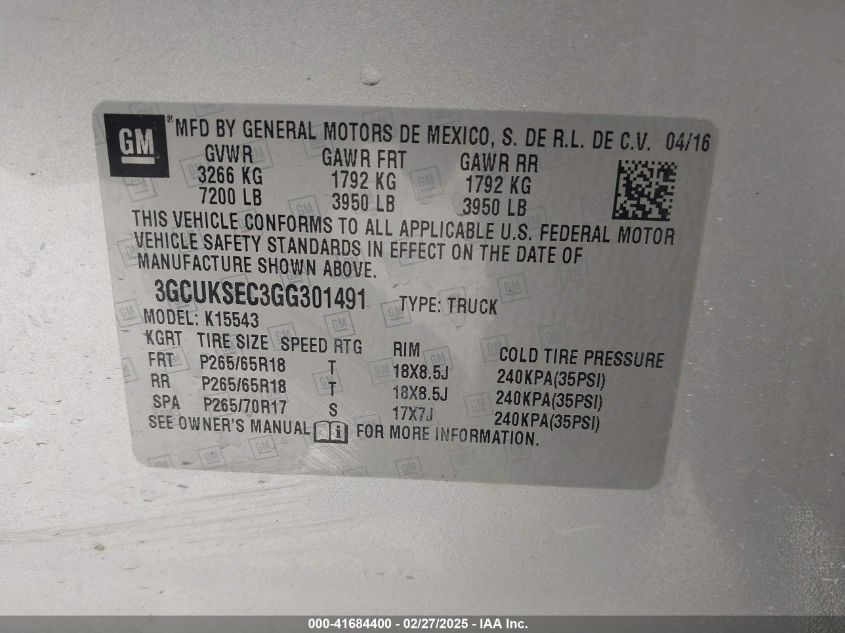 GM ® MFD BY GENERAL MOTORS DE MEXICO, S. DE R.L. DE C.V. 04/16
GVWR GAWR FRT GAWR RR
3266 KG 1792 KG 1792 KG
7200 LB 3950 LB 3950 LB
THIS VEHICLE CONFORMS TO ALL APPLICABLE U.S. FEDERAL MOTOR
VEHICLE SAFETY STANDARDS IN EFFECT ON THE DATE OF
MANUFACTURE SHOWN ABOVE.
3GCUKSEC3GG301491 TYPE: TRUCK
MODEL: K15543
KGRT TIRE SIZE SPEED RTG RIM COLD TIRE PRESSURE
FRT P265/65R18 T 18X8.5J 240KPA(35PSI)
RR P265/65R18 T 18X8.5J 240KPA(35PSI)
SPA P265/70R17 S 17X7J 240KPA(35PSI)
SEE OWNER'S MANUAL FOR MORE INFORMATION.
000-41684400 - 02/27/2025 - IAA Inc.